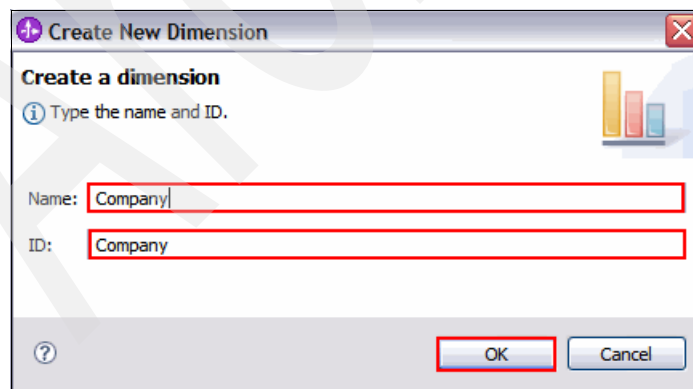 Create New Dimension
Create a dimension
Type the name and ID.
Name: Company
ID: Company
OK Cancel